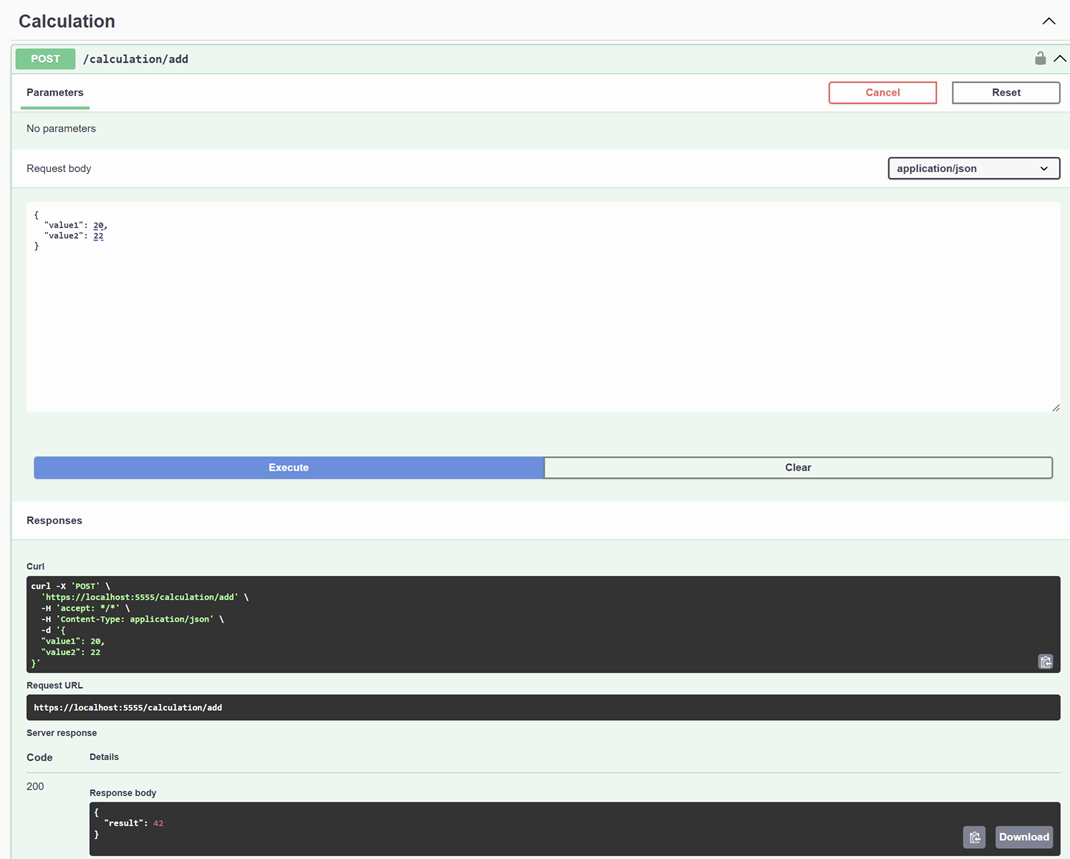 Calculation
POST /calculation/add
Parameters Cancel Reset
No parameters
Request body application/json
{
  "value1": 20,
  "value2": 22
}
Execute Clear
Responses
Curl
curl -X 'POST' \
  'https://localhost:5555/calculation/add' \
  -H 'accept: */*' \
  -H 'Content-Type: application/json' \
  -d '{
  "value1": 20,
  "value2": 22
}'
Request URL
https://localhost:5555/calculation/add
Server response
Code Details
200
Response body
{
  "result": 42
}
Download